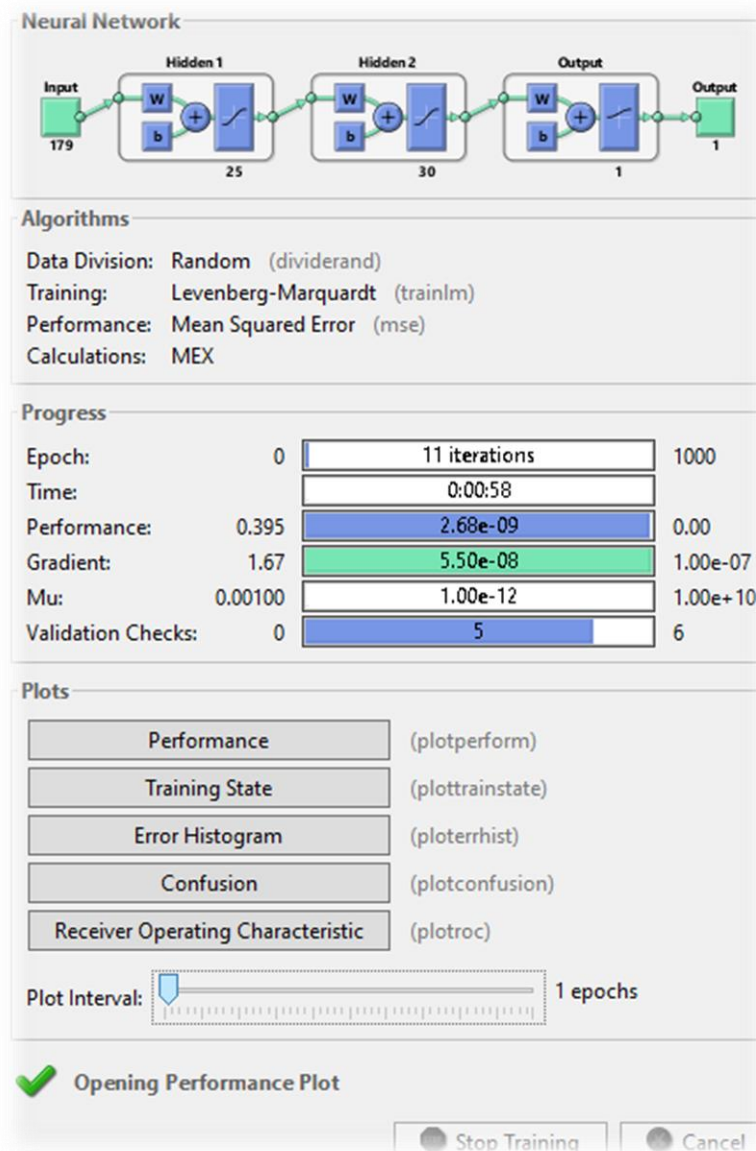 Neural Network
Hidden 1 Hidden 2 Output
Input Output
W W W
b b b
+ + +
179 25 30 1 1
Algorithms
Data Division: Random (dividerand)
Training: Levenberg-Marquardt (trainlm)
Performance: Mean Squared Error (mse)
Calculations: MEX
Progress
Epoch: 0 11 iterations 1000
Time: 0:00:58
Performance: 0.395 2.68e-09 0.00
Gradient: 1.67 5.50e-08 1.00e-07
Mu: 0.00100 1.00e-12 1.00e+10
Validation Checks: 0 5 6
Plots
Performance (plotperform)
Training State (plottrainstate)
Error Histogram (ploterrhist)
Confusion (plotconfusion)
Receiver Operating Characteristic (plotroc)
Plot Interval: 1 epochs
Opening Performance Plot
Stop Training Cancel